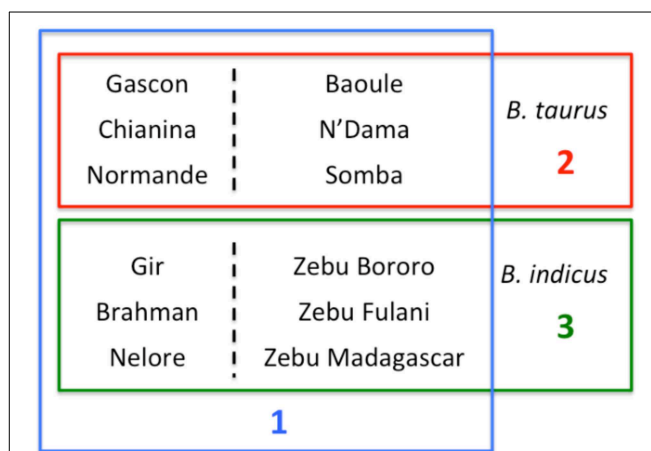 Gascon Baoule
Chianina N'Dama B. taurus
Normande Somba 2
Gir Zebu Bororo B. indicus
Brahman Zebu Fulani 3
Nelore Zebu Madagascar
1